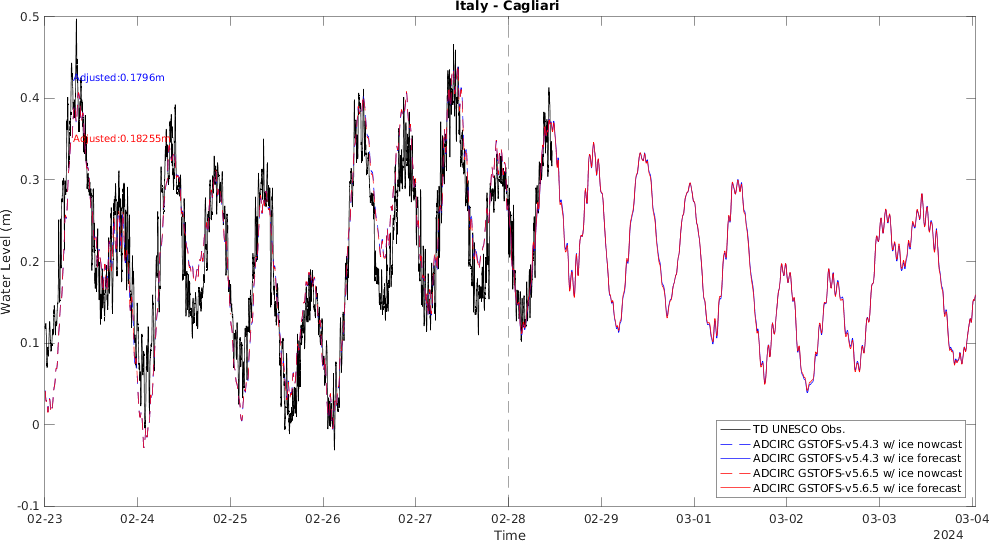 Italy - Cagliari
0.5
0.4
0.3
0.2
0.1
0
-0.1
Water Level (m)
Adjusted:0.1796m
Adjusted:0.18255m
TD UNESCO Obs.
ADCIRC GSTOFS-v5.4.3 w/ ice nowcast
ADCIRC GSTOFS-v5.4.3 w/ ice forecast
ADCIRC GSTOFS-v5.6.5 w/ ice nowcast
ADCIRC GSTOFS-v5.6.5 w/ ice forecast
02-23 02-24 02-25 02-26 02-27 02-28 02-29 03-01 03-02 03-03 03-04
Time
2024